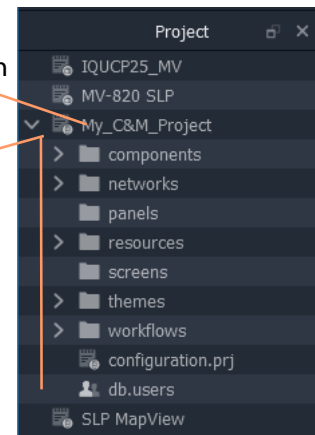 Project
n
IQUCP25_MV
MV-820 SLP
My_C&M_Project
components
networks
panels
resources
screens
themes
workflows
configuration.prj
db.users
SLP MapView